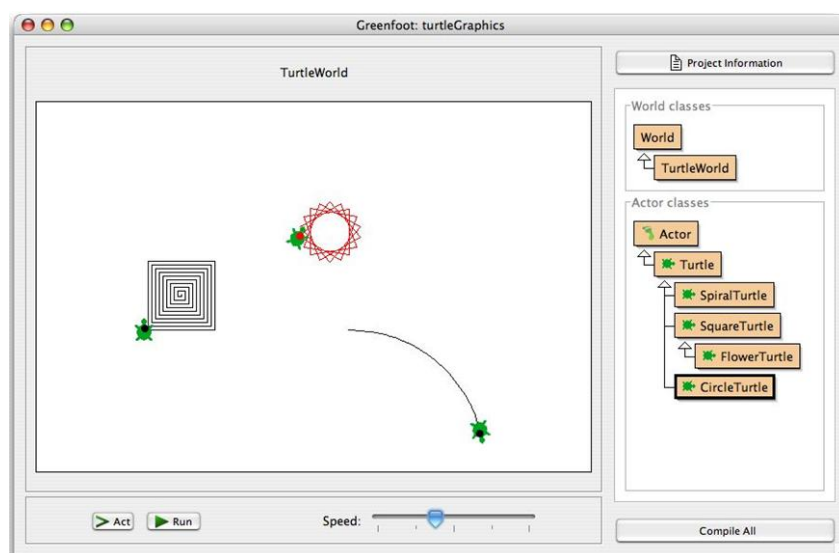 Greenfoot: turtleGraphics
TurtleWorld
Project Information
World classes
World
TurtleWorld
Actor classes
Actor
Turtle
SpiralTurtle
SquareTurtle
FlowerTurtle
CircleTurtle
Act
Run
Speed:
Compile All